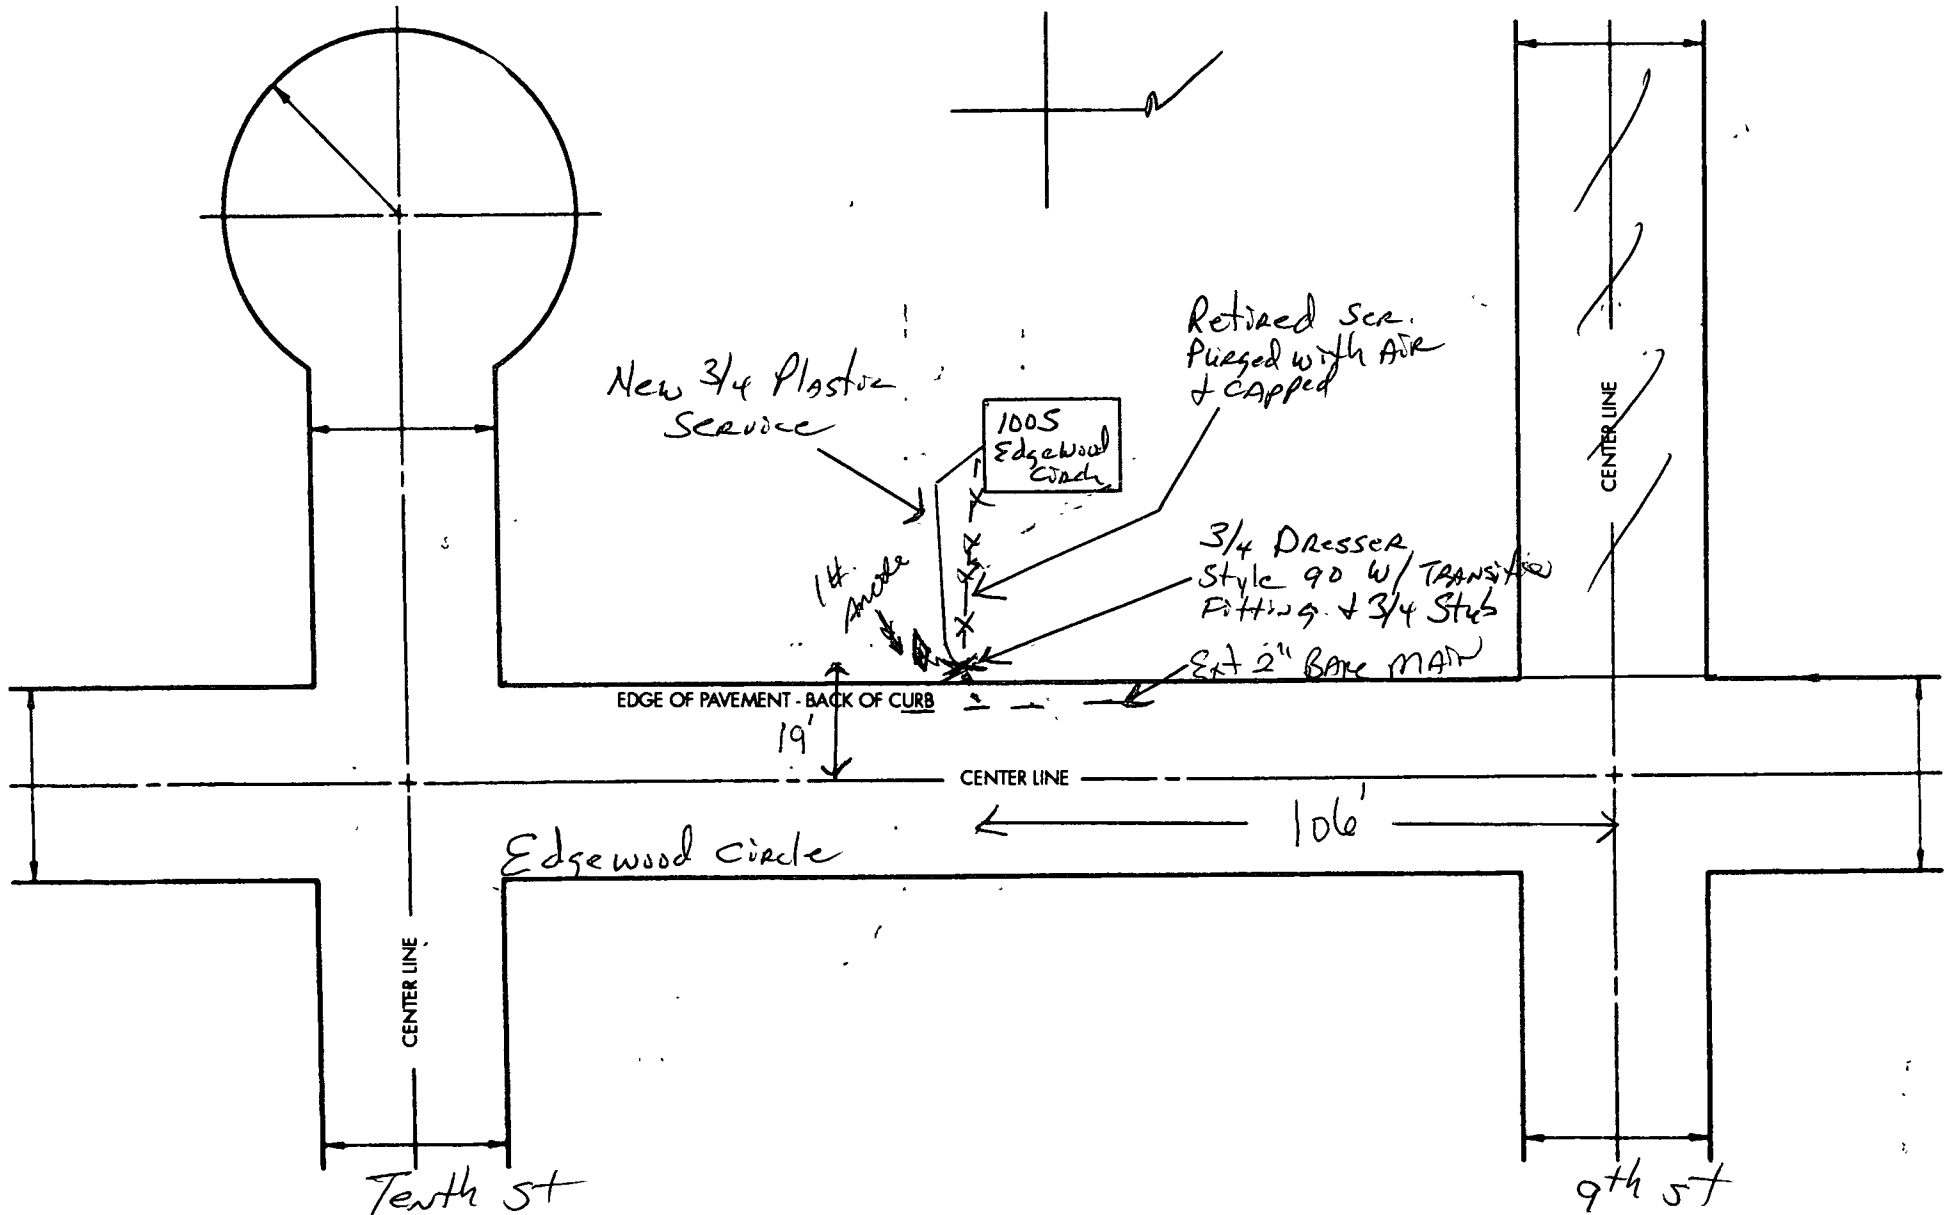 New 3/4 Plastic
Service
Retired Ser.
Purged with Air
& Capped
1005
Edgewood
Circle
1#
Anode
3/4 Dresser
Style 90 w/ Transition
Fitting & 3/4 Stub
Ext 2" Bare Main
EDGE OF PAVEMENT - BACK OF CURB
19'
CENTER LINE
106'
Edgewood Circle
CENTER LINE
CENTER LINE
Tenth St
9th St